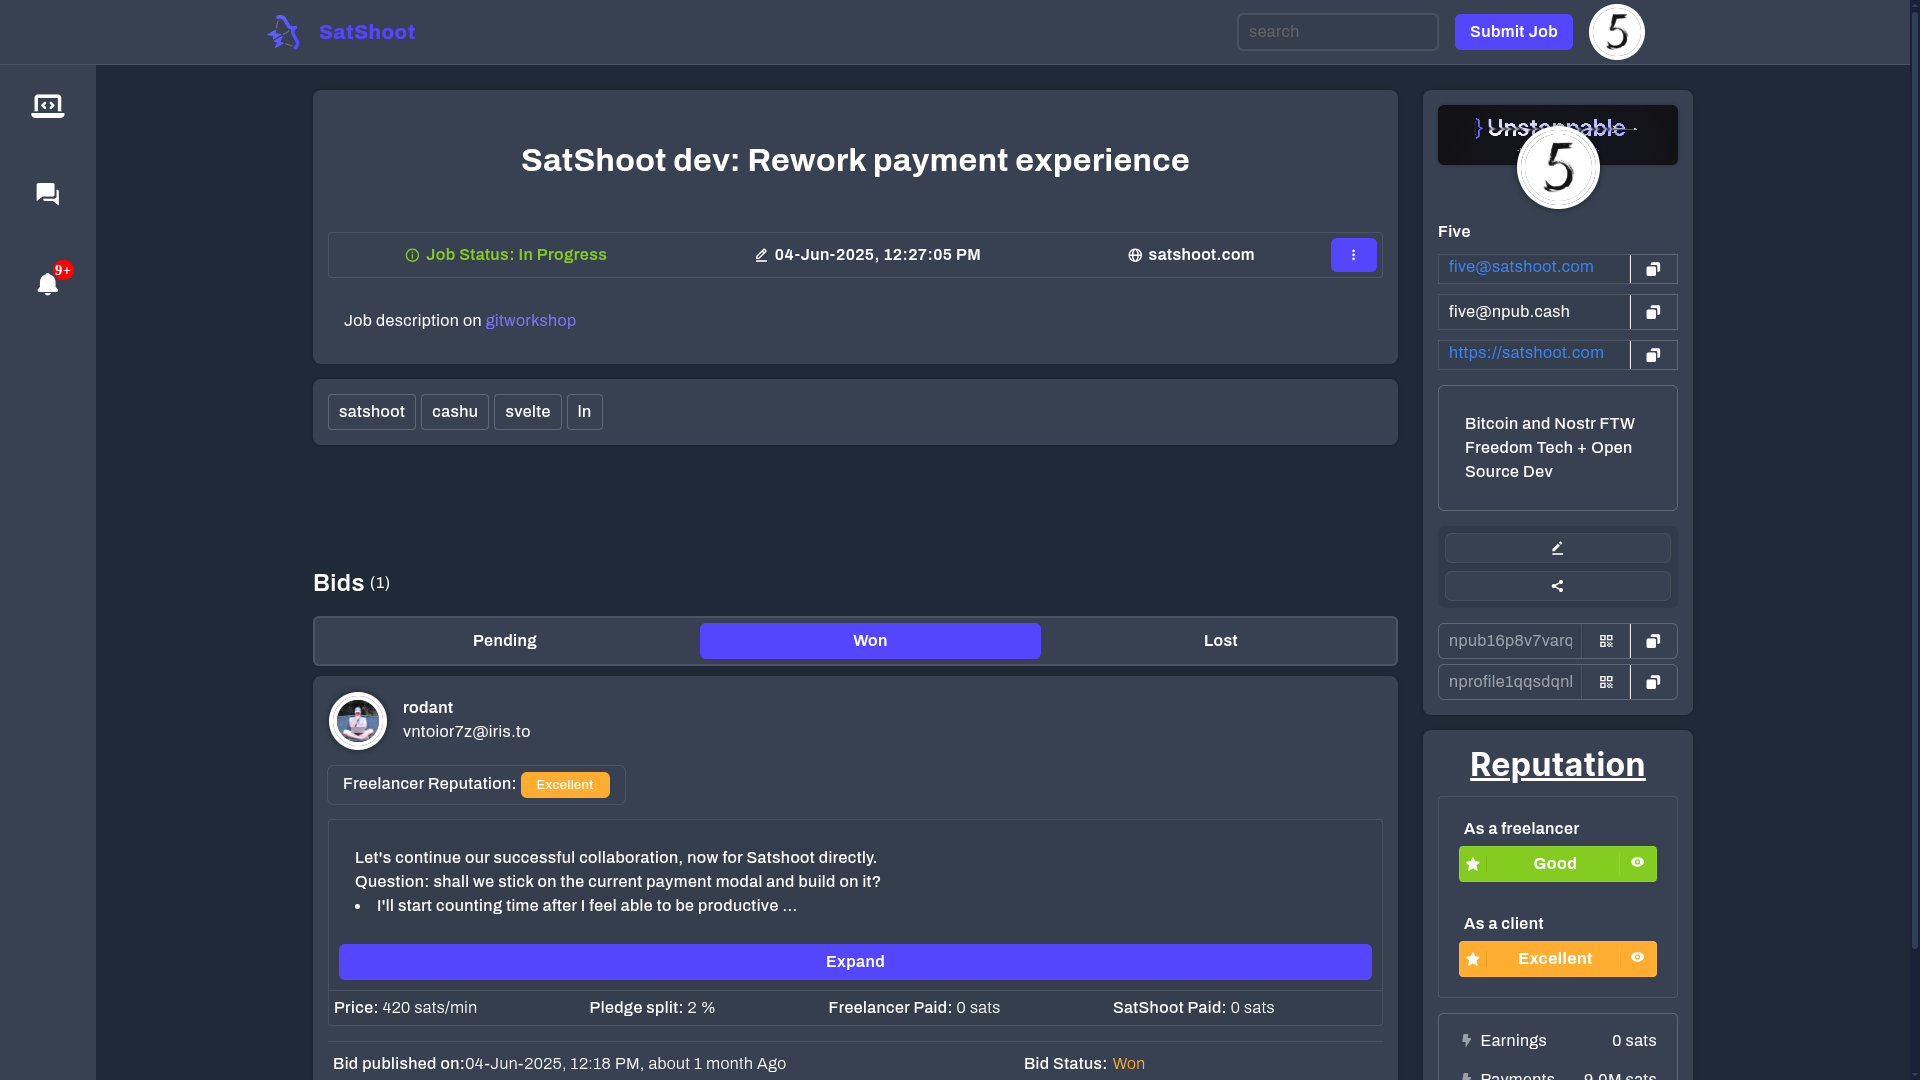 SatShoot
search
Submit Job
5
9+
SatShoot dev: Rework payment experience
Job Status: In Progress
04-Jun-2025, 12:27:05 PM
satshoot.com
Job description on gitworkshop
satshoot
cashu
svelte
ln
Bids (1)
Pending
Won
Lost
rodant
vntoior7z@iris.to
Freelancer Reputation: Excellent
Let's continue our successful collaboration, now for Satshoot directly.
Question: shall we stick on the current payment modal and build on it?
• I'll start counting time after I feel able to be productive ...
Expand
Price: 420 sats/min
Pledge split: 2 %
Freelancer Paid: 0 sats
SatShoot Paid: 0 sats
Bid published on:04-Jun-2025, 12:18 PM, about 1 month Ago
Bid Status: Won
}Unstoppable
5
Five
five@satshoot.com
five@npub.cash
https://satshoot.com
Bitcoin and Nostr FTW
Freedom Tech + Open
Source Dev
npub16p8v7varq
nprofile1qqsdqnl
Reputation
As a freelancer
Good
As a client
Excellent
Earnings
0 sats
Payments
9.0M sats